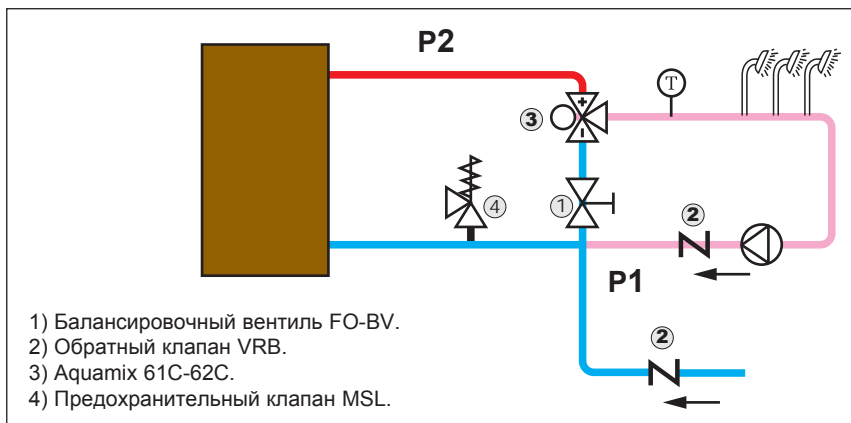 P2
T
+
3
–
4
1
2
P1
2
1) Балансировочный вентиль FO-BV.
2) Обратный клапан VRB.
3) Aquamix 61C-62C.
4) Предохранительный клапан MSL.